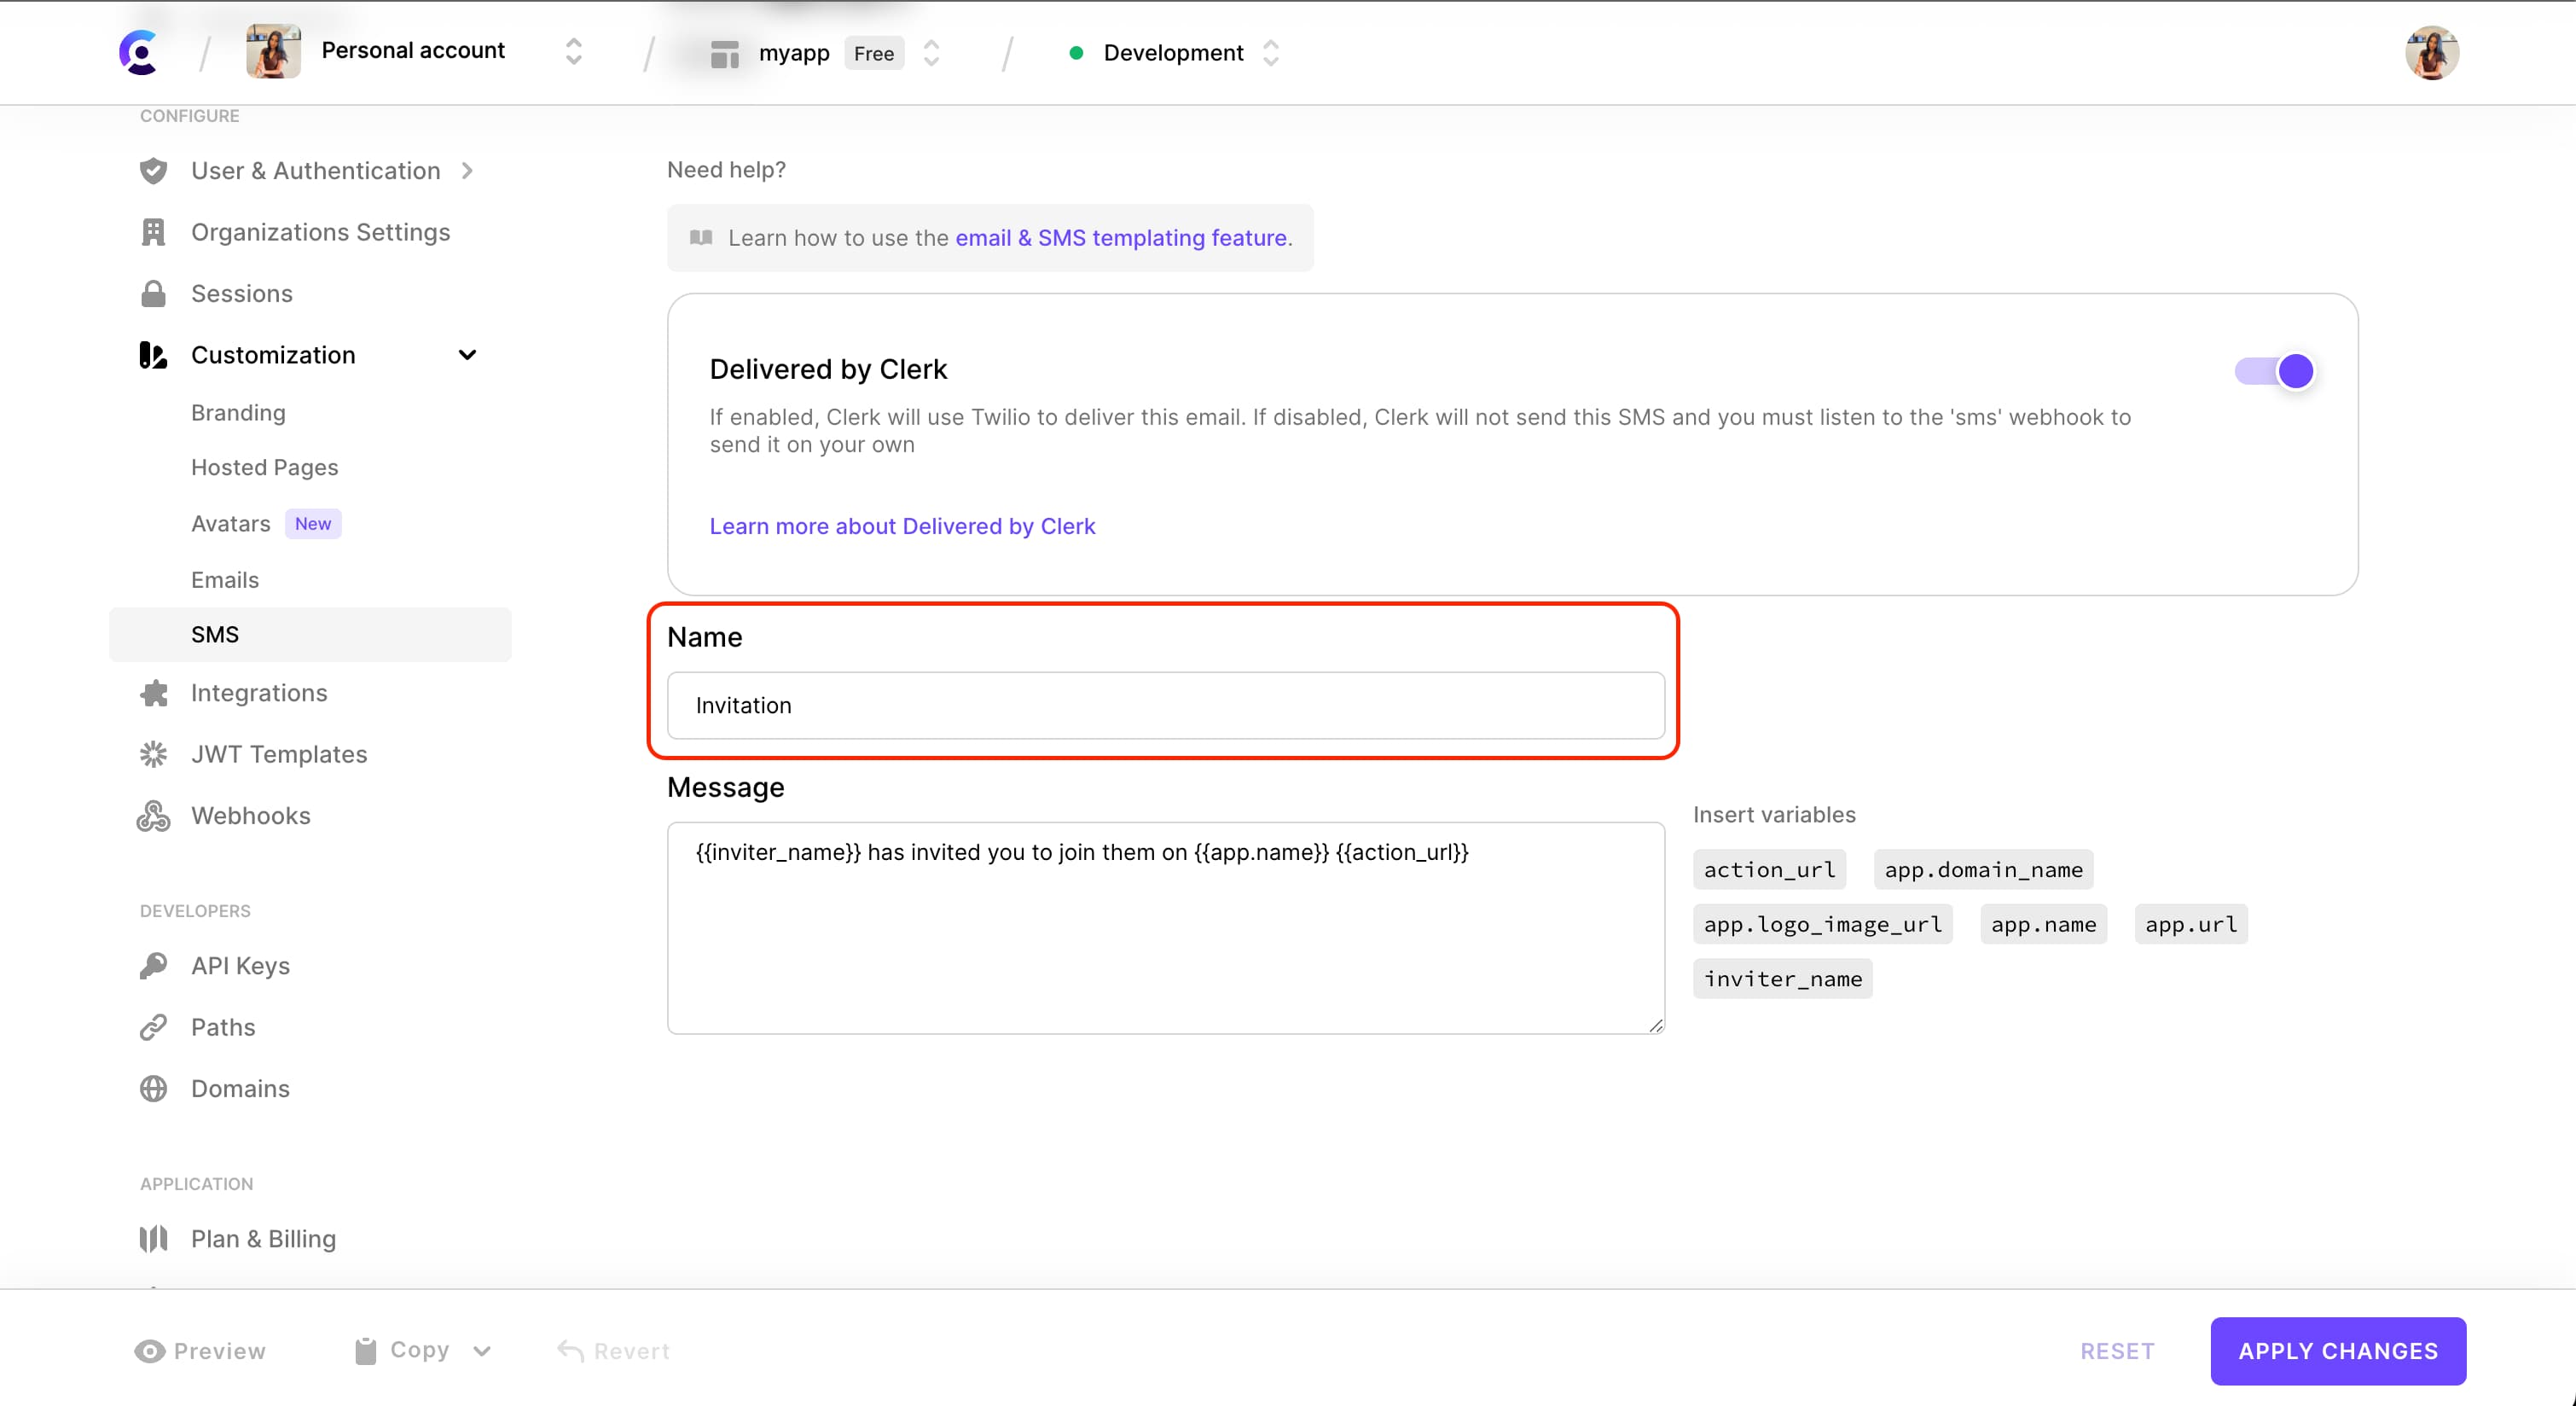 Personal account
myapp Free
Development
CONFIGURE
User & Authentication
Organizations Settings
Sessions
Customization
Branding
Hosted Pages
Avatars New
Emails
SMS
Integrations
JWT Templates
Webhooks
DEVELOPERS
API Keys
Paths
Domains
APPLICATION
Plan & Billing
Need help?
Learn how to use the email & SMS templating feature.
Delivered by Clerk
If enabled, Clerk will use Twilio to deliver this email. If disabled, Clerk will not send this SMS and you must listen to the 'sms' webhook to
send it on your own
Learn more about Delivered by Clerk
Name
Invitation
Message
{{inviter_name}} has invited you to join them on {{app.name}} {{action_url}}
Insert variables
action_url app.domain_name
app.logo_image_url app.name app.url
inviter_name
Preview
Copy
Revert
RESET
APPLY CHANGES